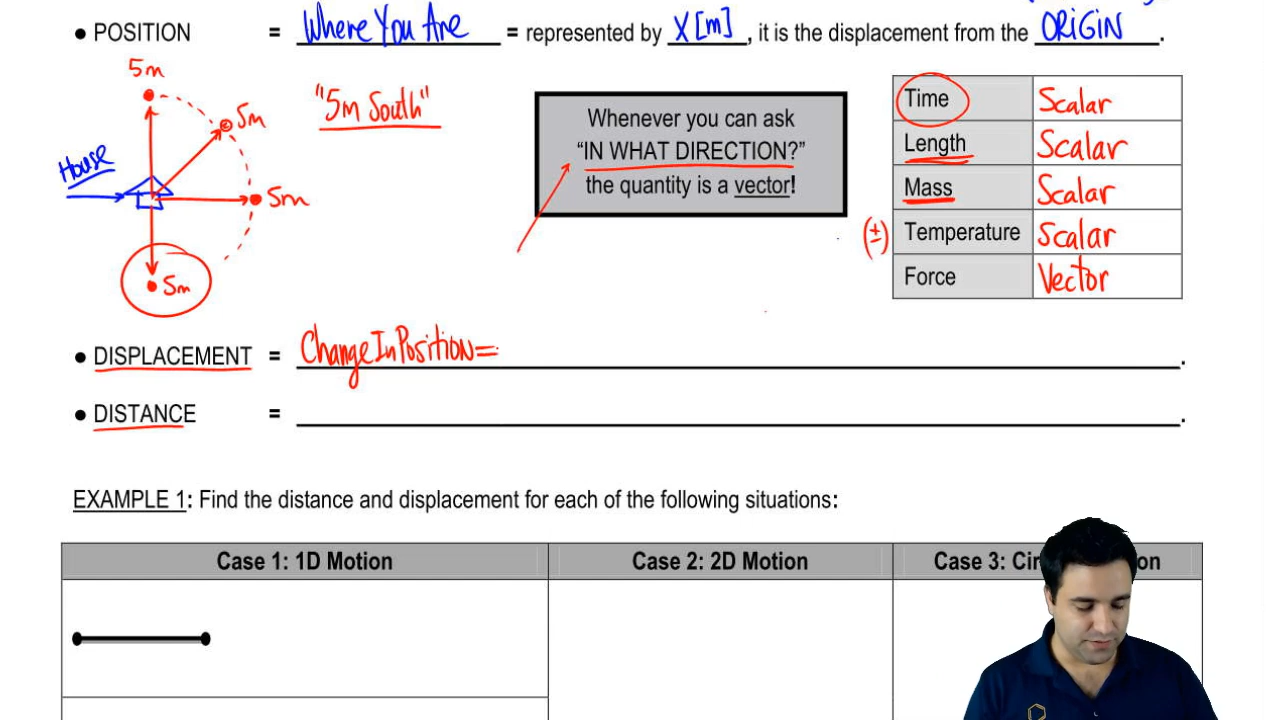 ● POSITION = Where You Are = represented by X [m], it is the displacement from the ORIGIN.
5m
5m
"5m South"
House
5m
5m
Whenever you can ask
“IN WHAT DIRECTION?”
the quantity is a vector!
Time Scalar
Length Scalar
Mass Scalar
(±) Temperature Scalar
Force Vector
● DISPLACEMENT = Change In Position = .
● DISTANCE = .
EXAMPLE 1: Find the distance and displacement for each of the following situations:
Case 1: 1D Motion Case 2: 2D Motion Case 3: Cir on